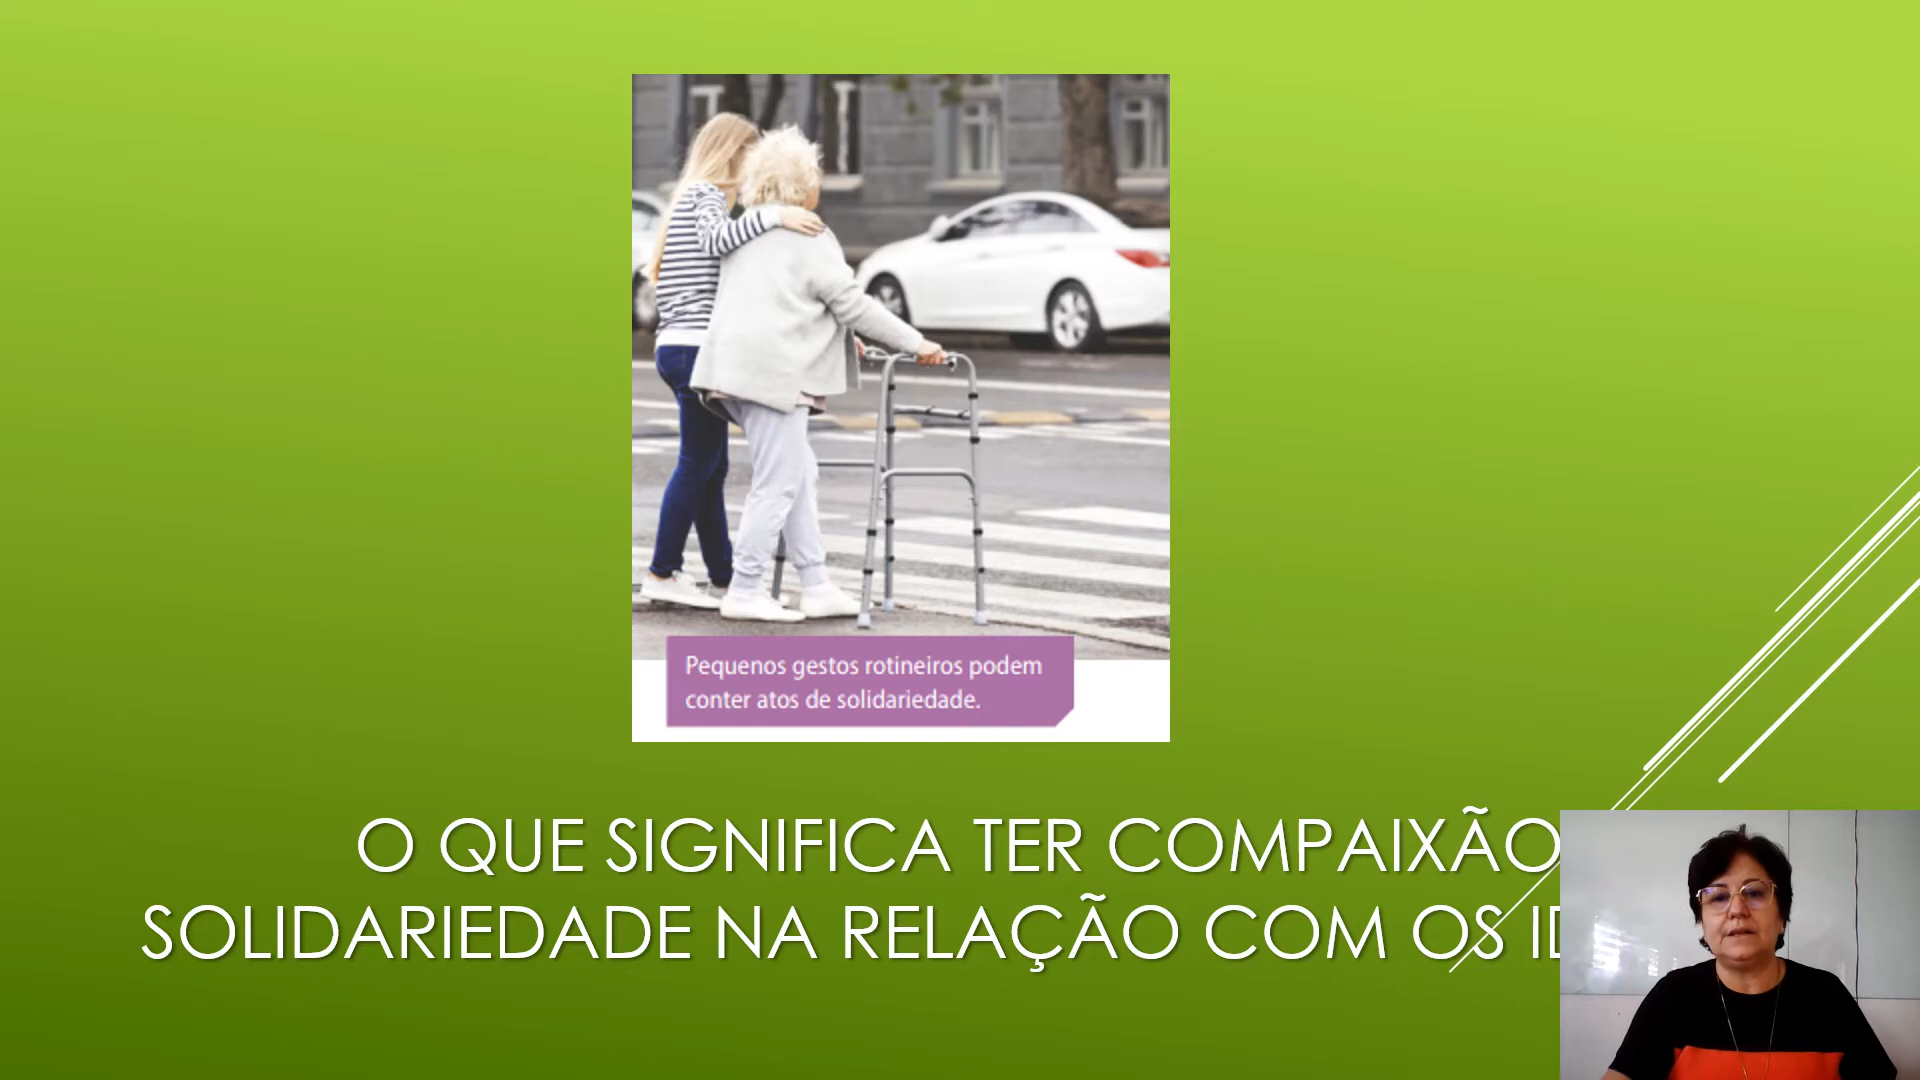 Pequenos gestos rotineiros podem
conter atos de solidariedade.
O QUE SIGNIFICA TER COMPAIXÃO
SOLIDARIEDADE NA RELAÇÃO COM OS